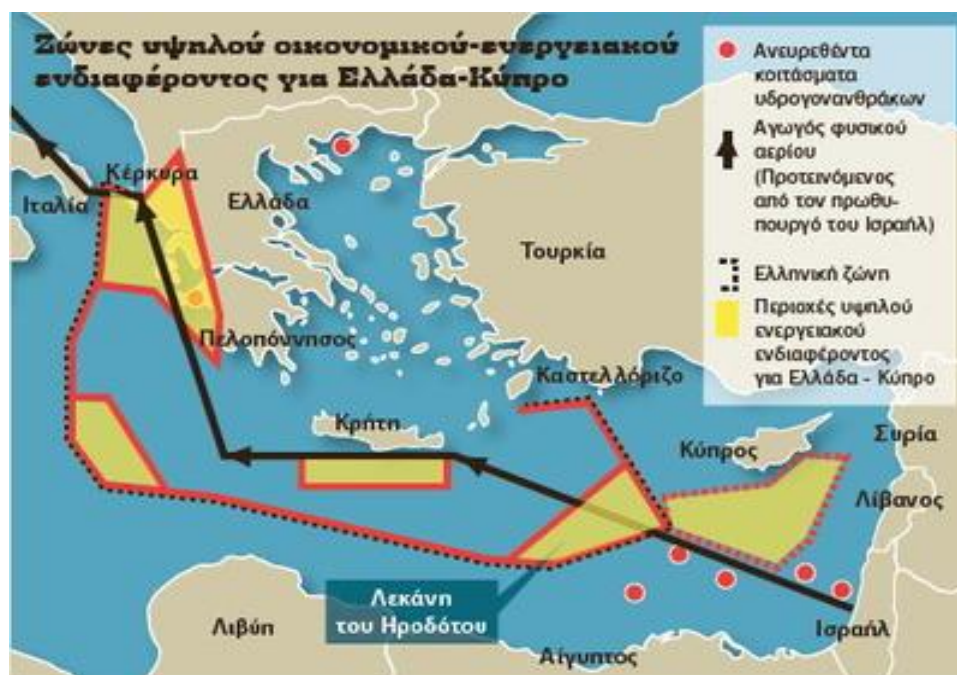 Ζώνες υψηλού οικονομικού-ενεργειακού
ενδιαφέροντος για Ελλάδα-Κύπρο
Ανευρεθέντα
κοιτάσματα
υδρογονανθράκων
Αγωγός φυσικού
αερίου
(Προτεινόμενος
από τον πρωθυ-
πουργό του Ισραήλ)
Ελληνική ζώνη
Περιοχές υψηλού
ενεργειακού
ενδιαφέροντος
για Ελλάδα - Κύπρο
Κέρκυρα
Ιταλία
Ελλάδα
Τουρκία
Πελοπόννησος
Καστελλόριζο
Κρήτη
Κύπρος
Συρία
Λίβανος
Λεκάνη
του Ηροδότου
Λιβύη
Ισραήλ
Αίγυπτος